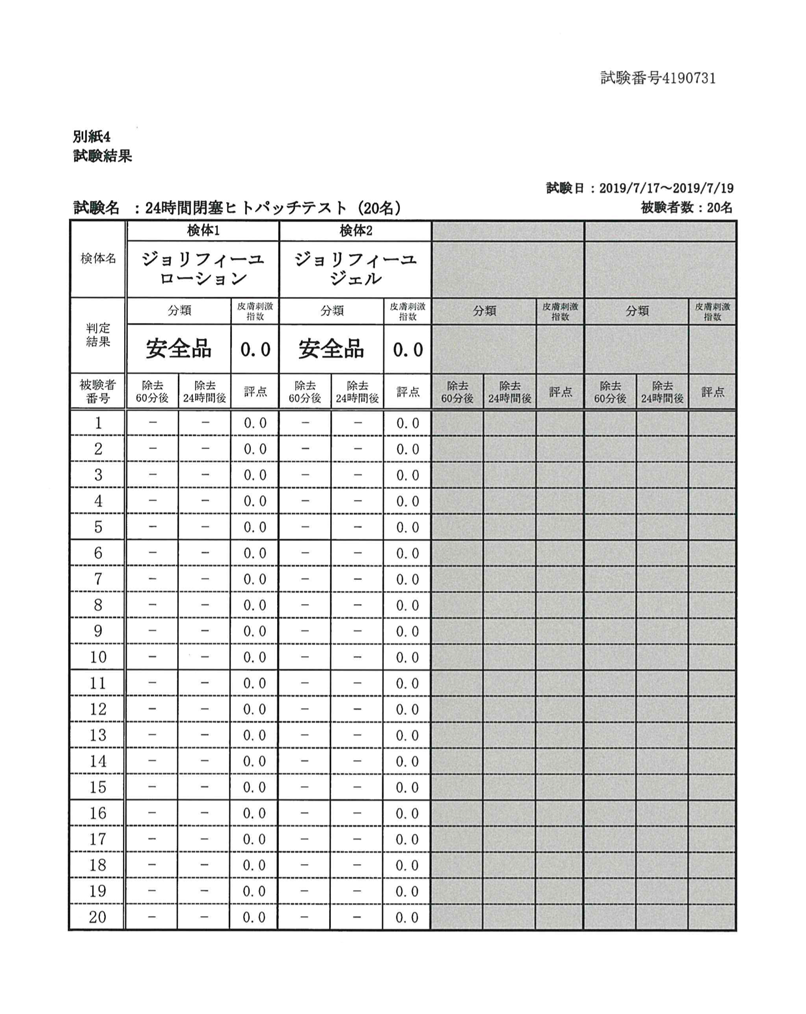 試験番号4190731
別紙4
試験結果
試験日：2019/7/17～2019/7/19
試験名 ：24時間閉塞ヒトパッチテスト（20名）
被験者数：20名
検体名 検体1 検体2
ジョリフィーユ ジョリフィーユ
ローション ジェル
判定 分類 皮膚刺激 分類 皮膚刺激 分類 皮膚刺激 分類 皮膚刺激
結果 指数 指数 指数 指数
安全品 0.0 安全品 0.0
被験者 除去 除去 評点 除去 除去 評点 除去 除去 評点 除去 除去 評点
番号 60分後 24時間後 60分後 24時間後 60分後 24時間後 60分後 24時間後
1 － － 0.0 － － 0.0
2 － － 0.0 － － 0.0
3 － － 0.0 － － 0.0
4 － － 0.0 － － 0.0
5 － － 0.0 － － 0.0
6 － － 0.0 － － 0.0
7 － － 0.0 － － 0.0
8 － － 0.0 － － 0.0
9 － － 0.0 － － 0.0
10 － － 0.0 － － 0.0
11 － － 0.0 － － 0.0
12 － － 0.0 － － 0.0
13 － － 0.0 － － 0.0
14 － － 0.0 － － 0.0
15 － － 0.0 － － 0.0
16 － － 0.0 － － 0.0
17 － － 0.0 － － 0.0
18 － － 0.0 － － 0.0
19 － － 0.0 － － 0.0
20 － － 0.0 － － 0.0